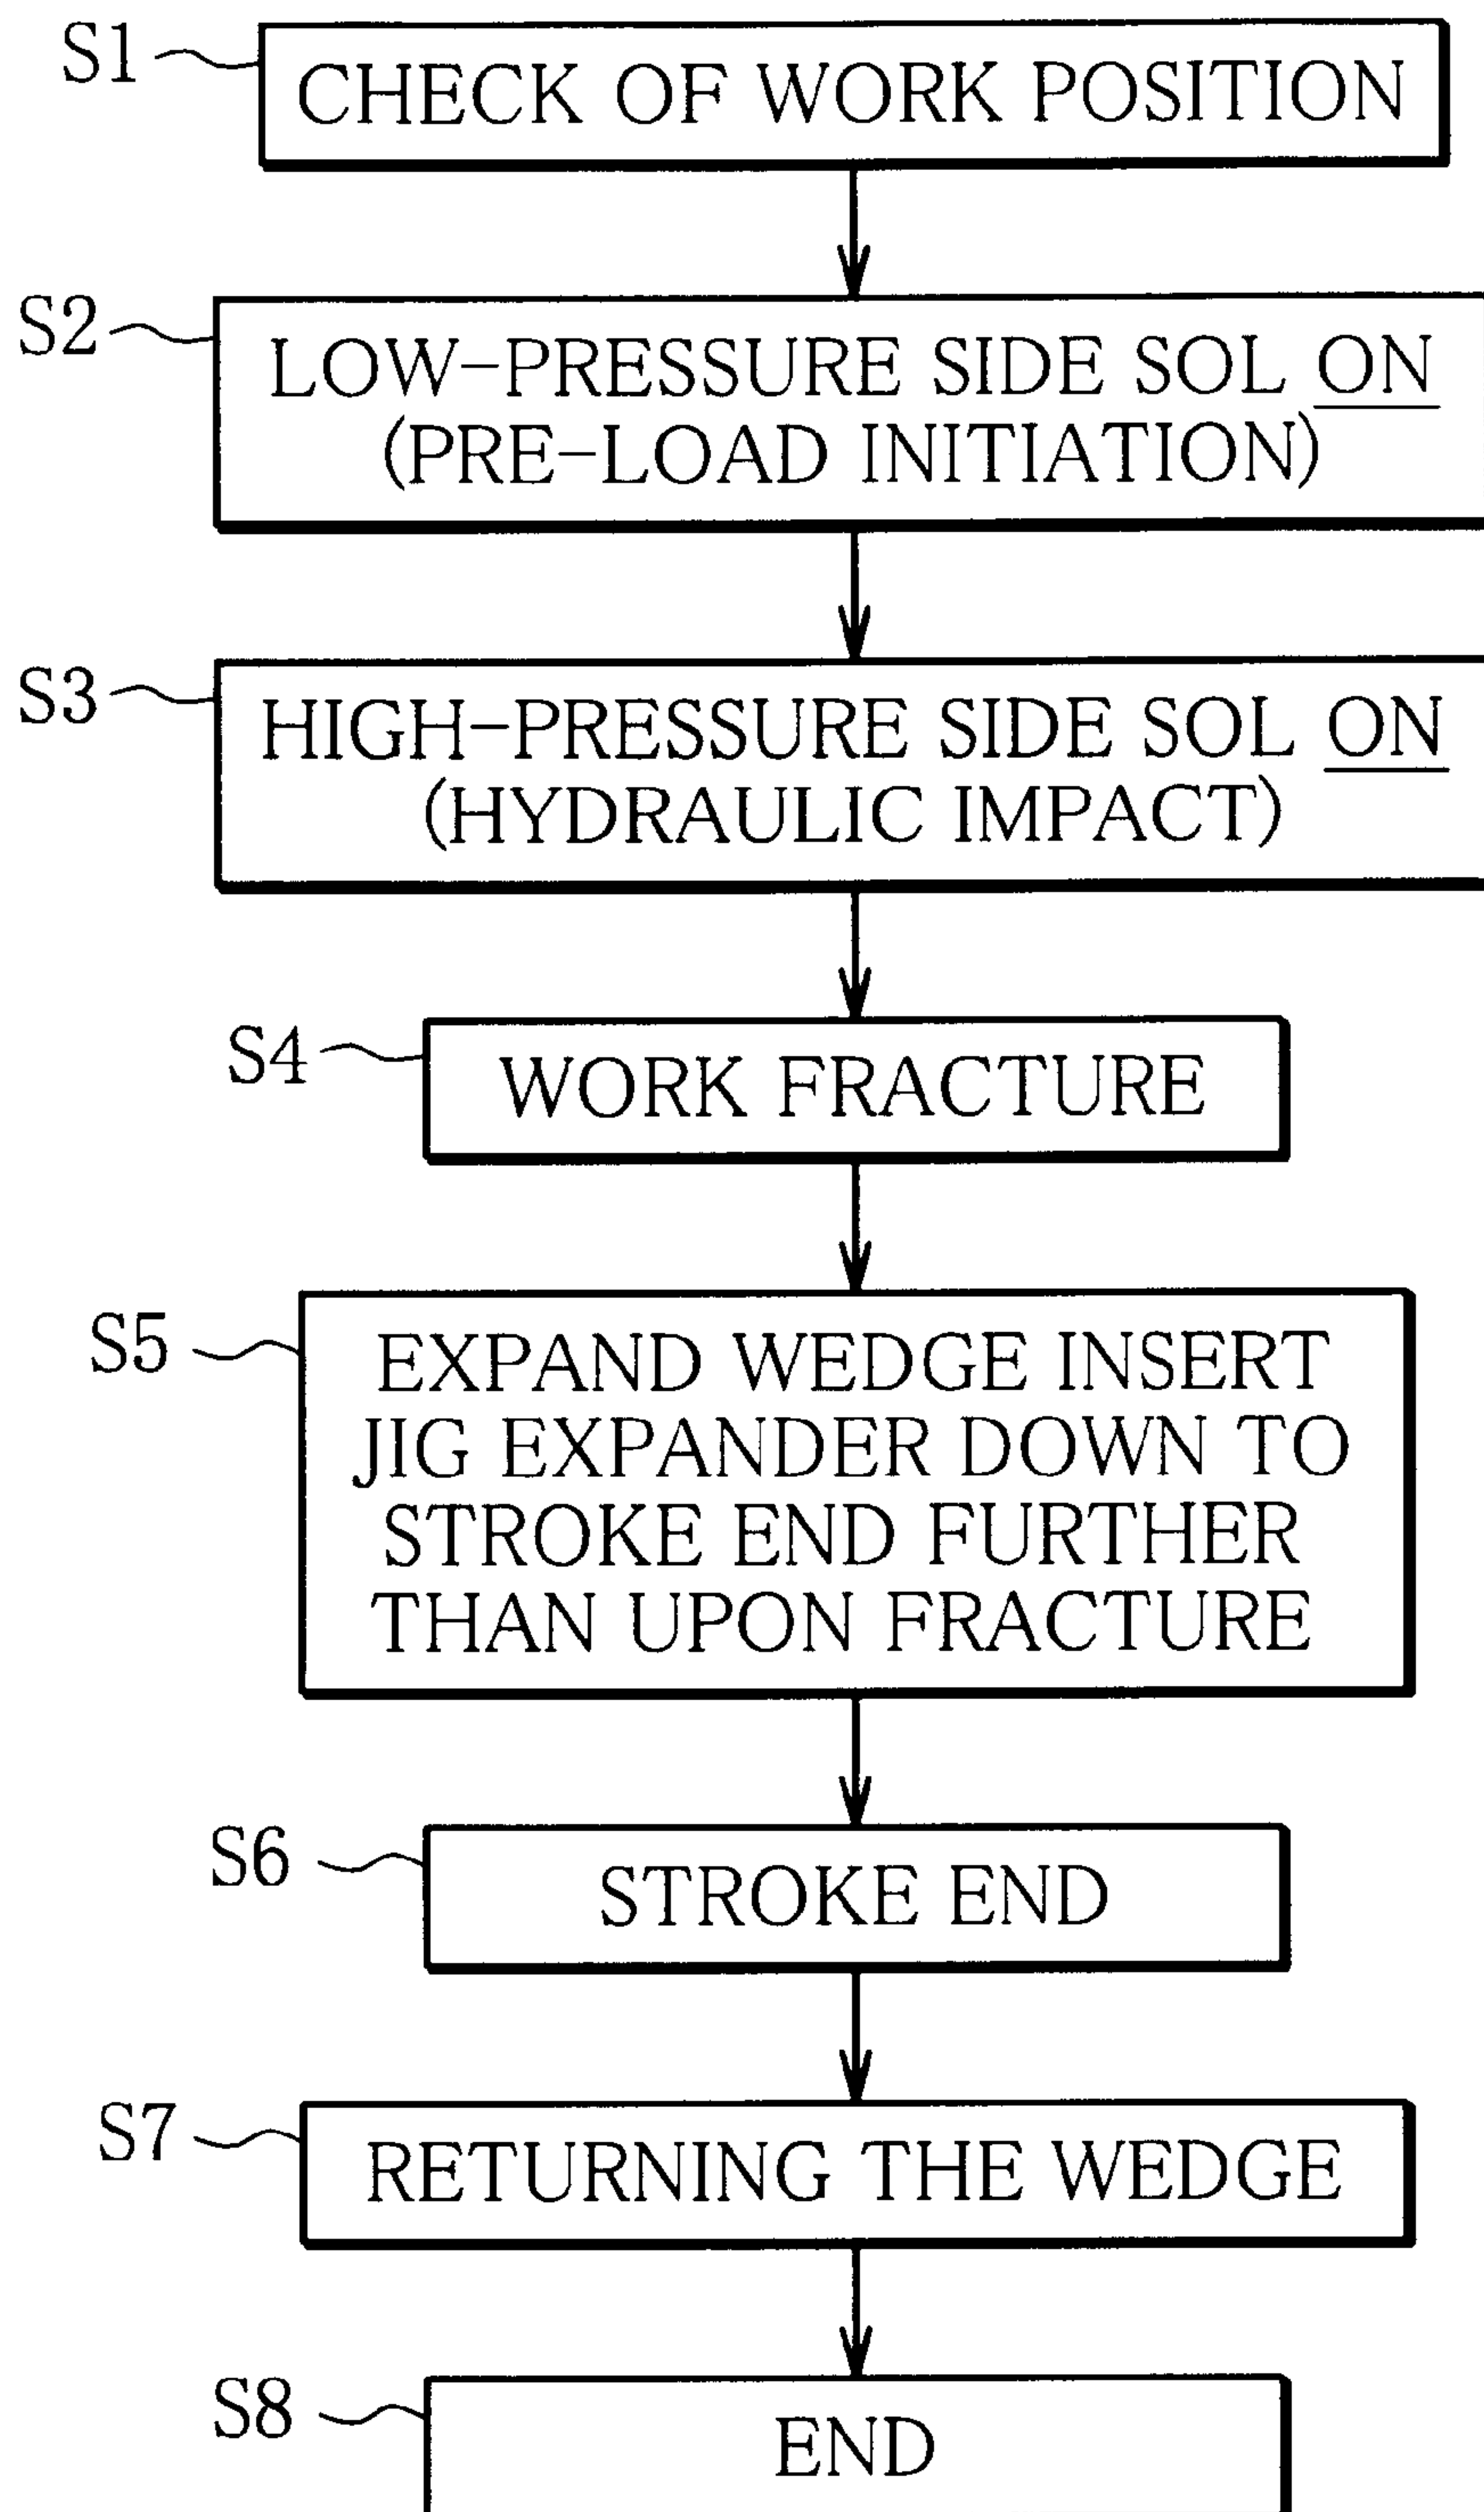 S1
CHECK OF WORK POSITION
S2
LOW-PRESSURE SIDE SOL ON
(PRE-LOAD INITIATION)
S3
HIGH-PRESSURE SIDE SOL ON
(HYDRAULIC IMPACT)
S4
WORK FRACTURE
S5
EXPAND WEDGE INSERT
JIG EXPANDER DOWN TO
STROKE END FURTHER
THAN UPON FRACTURE
S6
STROKE END
S7
RETURNING THE WEDGE
S8
END